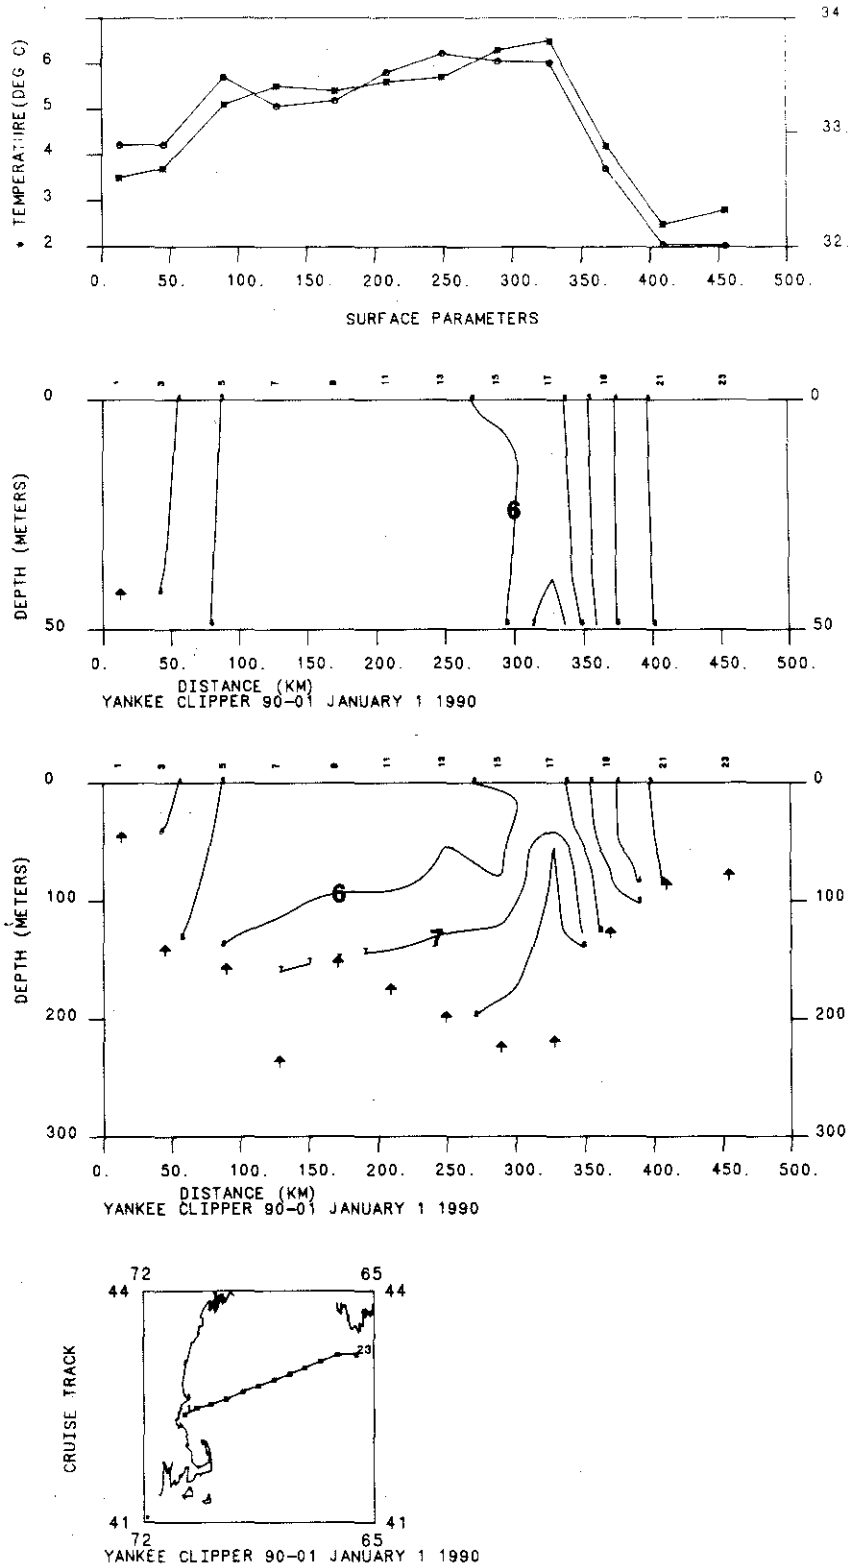 34
6
5
33.
4
3
2
32.
* TEMPERATURE(DEG C)
0. 50. 100. 150. 200. 250. 300. 350. 400. 450. 500.
SURFACE PARAMETERS
1 3 5 7 9 11 13 15 17 19 21 23
0 0
6
DEPTH (METERS)
50 50
0. 50. 100. 150. 200. 250. 300. 350. 400. 450. 500.
DISTANCE (KM)
YANKEE CLIPPER 90-01 JANUARY 1 1990
1 3 5 7 9 11 13 15 17 19 21 23
0 0
100 100
6
7
DEPTH (METERS)
200 200
300 300
0. 50. 100. 150. 200. 250. 300. 350. 400. 450. 500.
DISTANCE (KM)
YANKEE CLIPPER 90-01 JANUARY 1 1990
72 65
44 44
23
1
CRUISE TRACK
41 41
72 65
YANKEE CLIPPER 90-01 JANUARY 1 1990